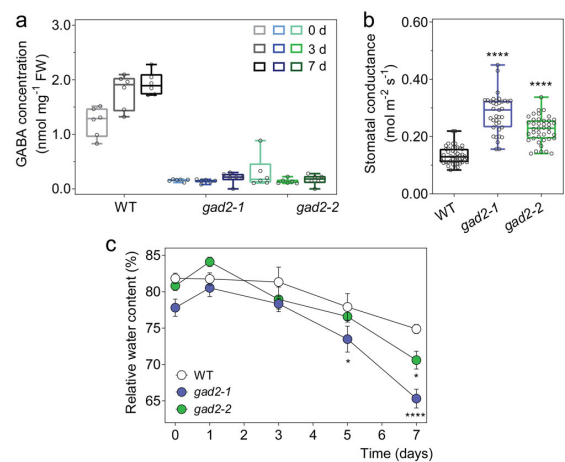 a
GABA concentration
(nmol mg⁻¹ FW)
3.0
2.0
1.0
0.0
0 d
3 d
7 d
WT
gad2-1
gad2-2
b
Stomatal conductance
(mol m⁻² s⁻¹)
0.60
0.40
0.20
0.00
****
****
WT
gad2-1
gad2-2
c
Relative water content (%)
85
80
75
70
65
WT
gad2-1
gad2-2
*
*
****
0 1 2 3 4 5 6 7
Time (days)